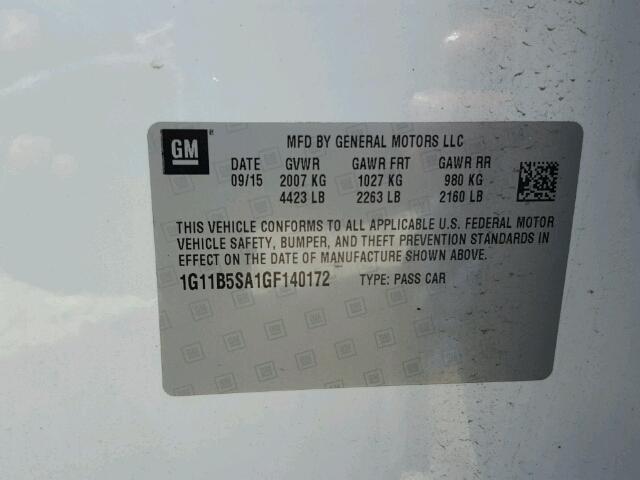 GM
MFD BY GENERAL MOTORS LLC
DATE GVWR GAWR FRT GAWR RR
09/15 2007 KG 1027 KG 980 KG
4423 LB 2263 LB 2160 LB
THIS VEHICLE CONFORMS TO ALL APPLICABLE U.S. FEDERAL MOTOR
VEHICLE SAFETY, BUMPER, AND THEFT PREVENTION STANDARDS IN
EFFECT ON THE DATE OF MANUFACTURE SHOWN ABOVE.
1G11B5SA1GF140172 TYPE: PASS CAR